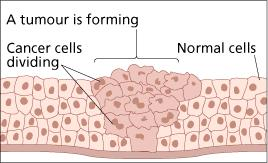 A tumour is forming
Cancer cells
dividing
Normal cells